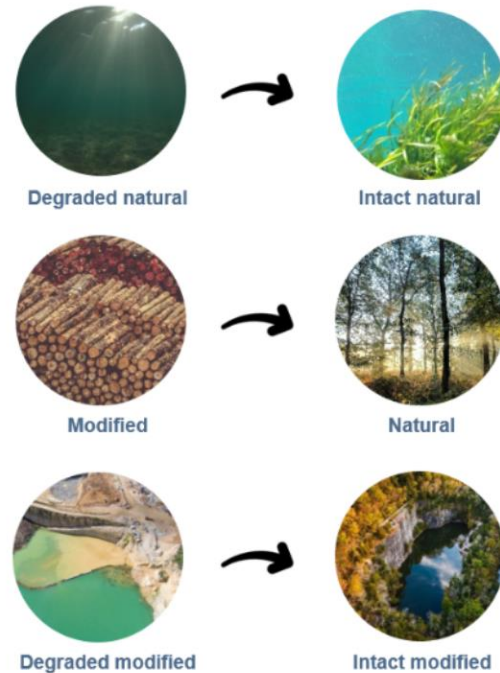 Degraded natural
Intact natural
Modified
Natural
Degraded modified
Intact modified